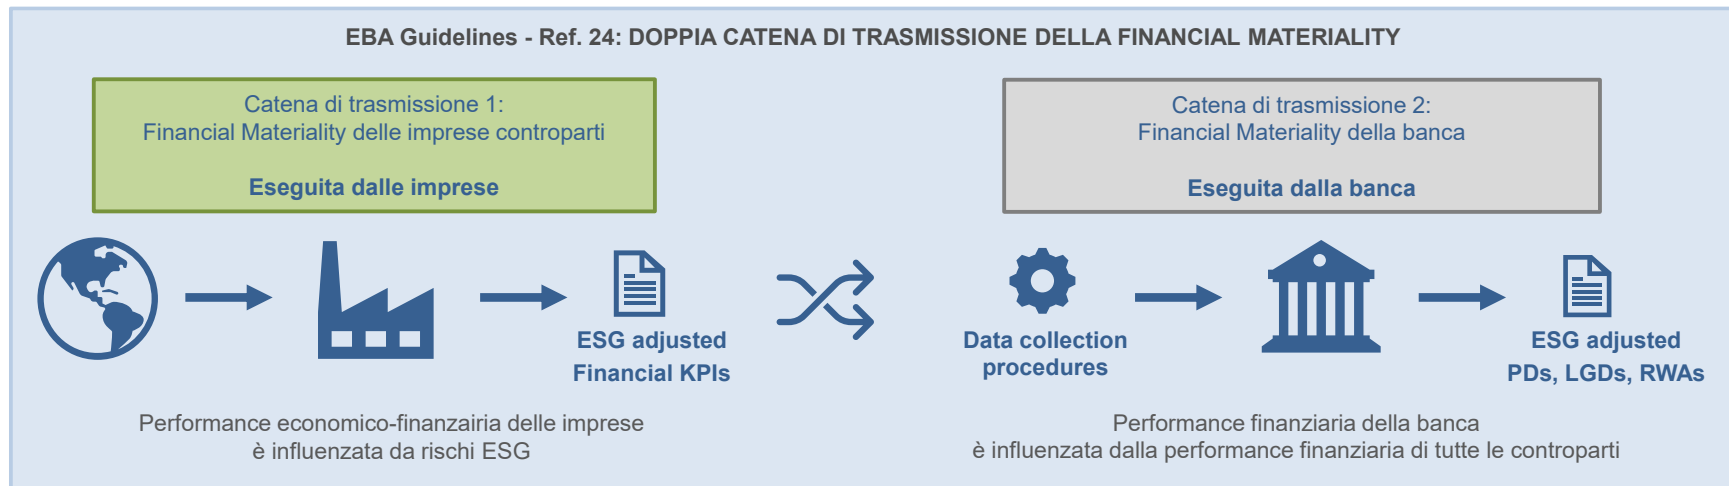 EBA Guidelines - Ref. 24: DOPPIA CATENA DI TRASMISSIONE DELLA FINANCIAL MATERIALITY
Catena di trasmissione 1:
Financial Materiality delle imprese controparti
Eseguita dalle imprese
Catena di trasmissione 2:
Financial Materiality della banca
Eseguita dalla banca
ESG adjusted
Financial KPIs
Data collection
procedures
ESG adjusted
PDs, LGDs, RWAs
Performance economico-finanzairia delle imprese
è influenzata da rischi ESG
Performance finanziaria della banca
è influenzata dalla performance finanziaria di tutte le controparti